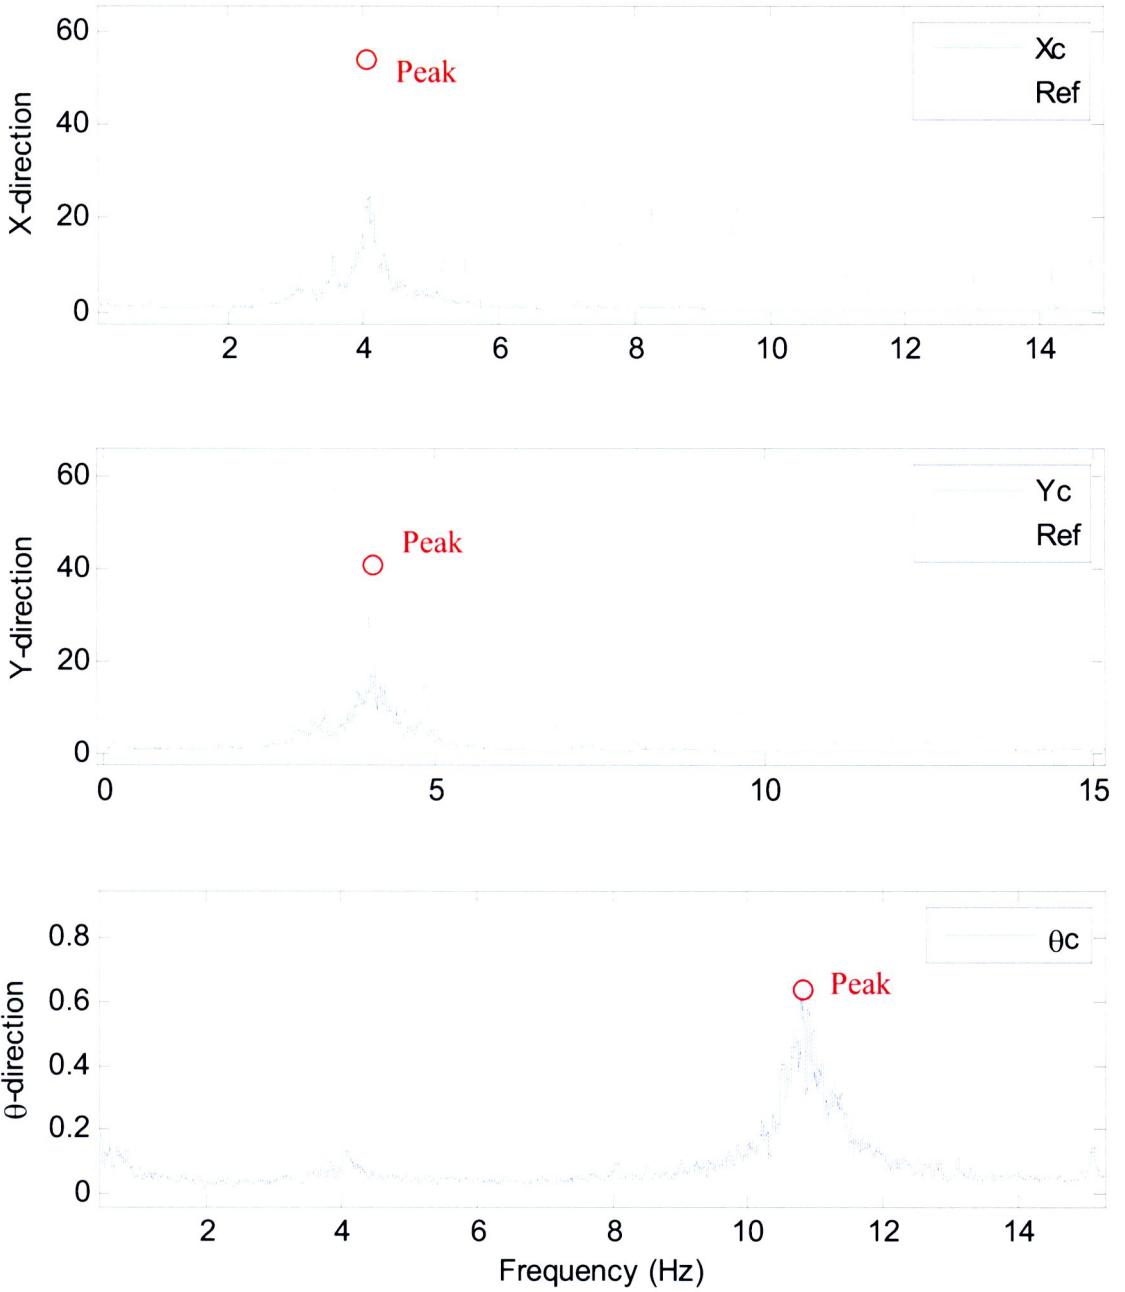 60
Peak
Xc
Ref
40
X-direction
20
0
2 4 6 8 10 12 14
60
Yc
Peak
Ref
40
Y-direction
20
0
0 5 10 15
0.8
θc
Peak
0.6
θ-direction
0.4
0.2
0
2 4 6 8 10 12 14
Frequency (Hz)